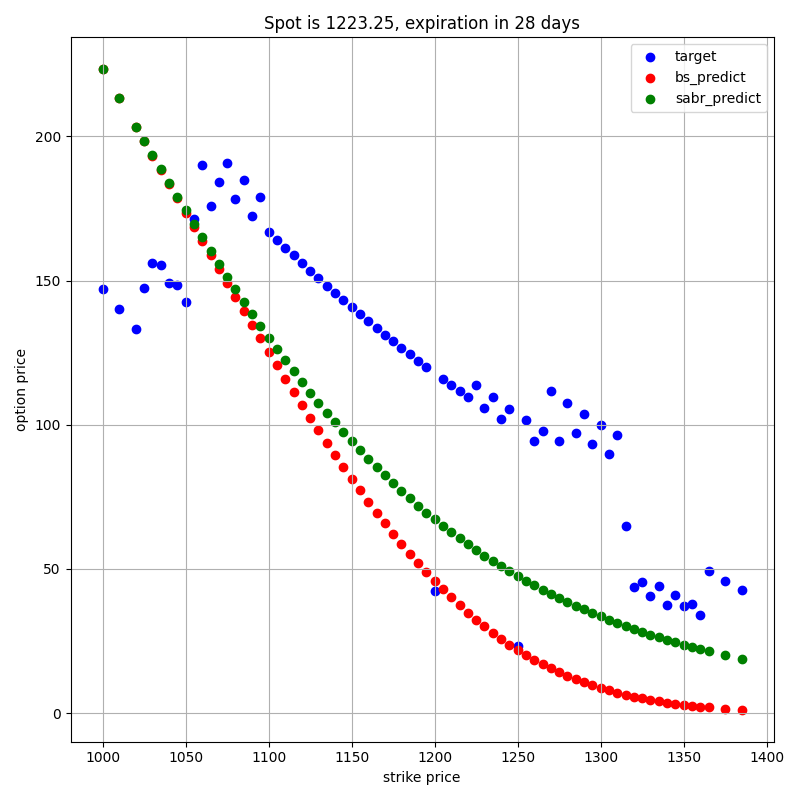 Spot is 1223.25, expiration in 28 days
target
bs_predict
sabr_predict
200
150
100
50
0
option price
1000 1050 1100 1150 1200 1250 1300 1350 1400
strike price